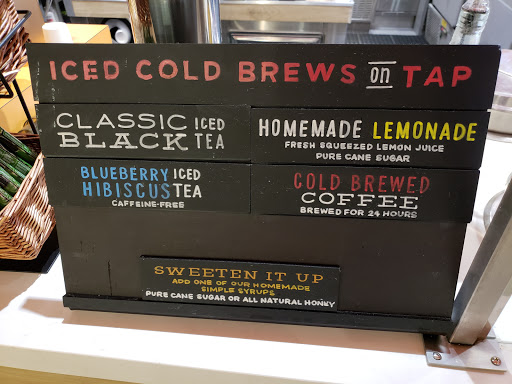 ICED COLD BREWS on TAP
CLASSIC ICED
BLACK TEA
HOMEMADE LEMONADE
FRESH SQUEEZED LEMON JUICE
PURE CANE SUGAR
BLUEBERRY ICED
HIBISCUS TEA
CAFFEINE-FREE
COLD BREWED
COFFEE
BREWED FOR 24 HOURS
SWEETEN IT UP
ADD ONE OF OUR HOMEMADE
SIMPLE SYRUPS
PURE CANE SUGAR OR ALL NATURAL HONKY